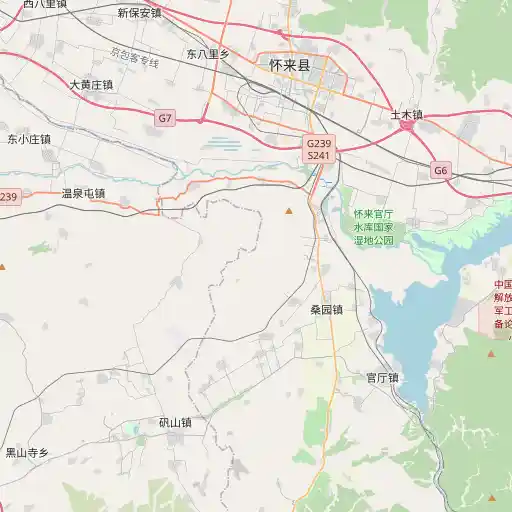 西八里镇
新保安镇
京包客专线
东八里乡
怀来县
大黄庄镇
G7
土木镇
东小庄镇
G239
S241
G6
239
温泉屯镇
怀来官厅
水库国家
湿地公园
中国
解放
军工
备论
桑园镇
官厅镇
矾山镇
黑山寺乡